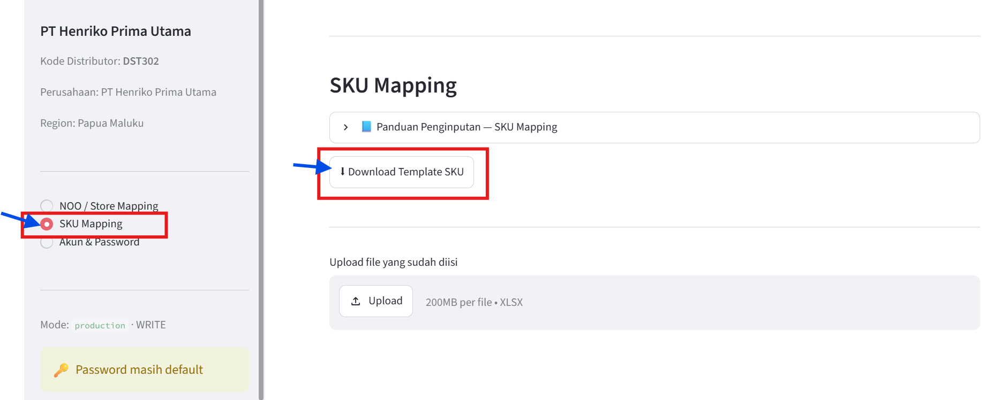 PT Henriko Prima Utama
Kode Distributor: DST302
Perusahaan: PT Henriko Prima Utama
Region: Papua Maluku
NOO / Store Mapping
SKU Mapping
Akun & Password
Mode: production · WRITE
🔑 Password masih default
SKU Mapping
📘 Panduan Penginputan — SKU Mapping
⬇ Download Template SKU
Upload file yang sudah diisi
Upload 200MB per file • XLSX